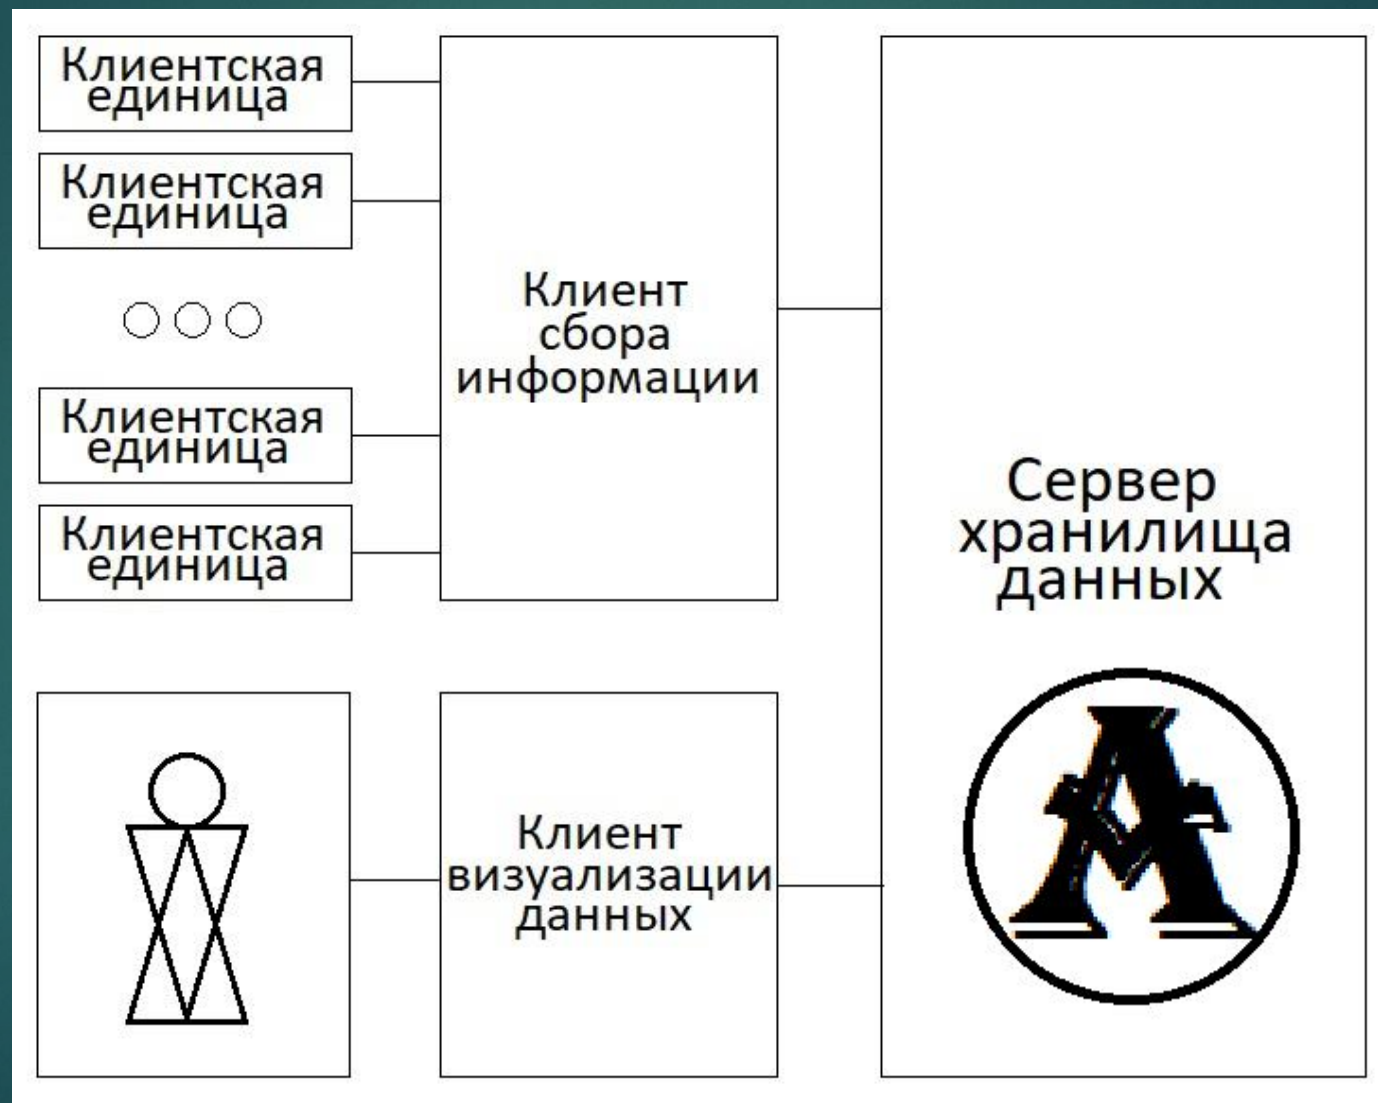 Клиентская
единица
Клиентская
единица
Клиентская
единица
Клиентская
единица
Клиент
сбора
информации
Сервер
хранилища
данных
Клиент
визуализации
данных
А